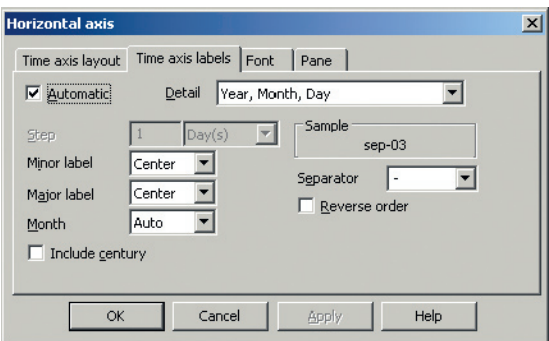 Horizontal axis
Time axis layout Time axis labels Font Pane
Automatic Detail Year, Month, Day
Step 1 Day(s) Sample
sep-03
Minor label Center
Separator -
Major label Center
Reverse order
Month Auto
Include century
OK Cancel Apply Help